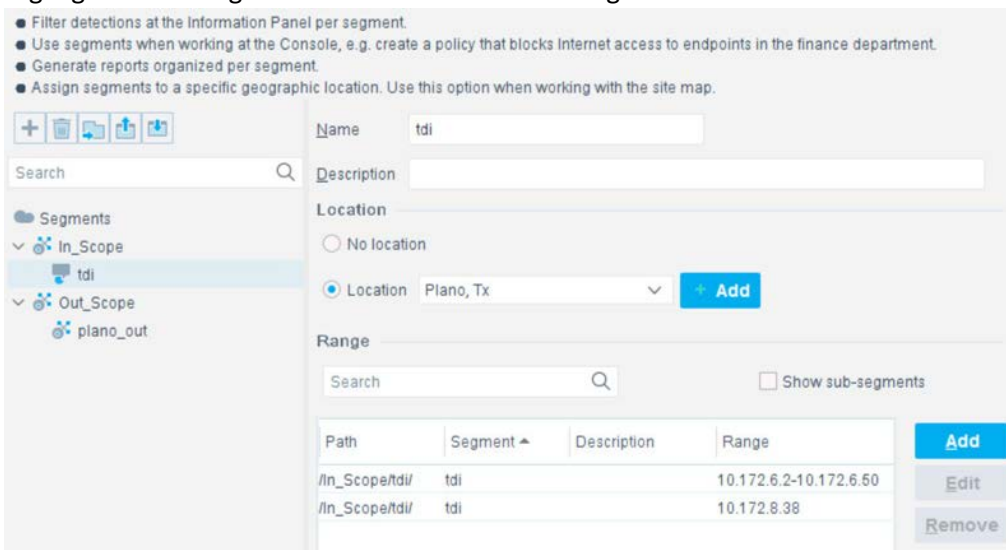 ● Filter detections at the Information Panel per segment.
● Use segments when working at the Console, e.g. create a policy that blocks Internet access to endpoints in the finance department.
● Generate reports organized per segment.
● Assign segments to a specific geographic location. Use this option when working with the site map.
Name tdi
Search
Description
Segments
In_Scope
tdi
Out_Scope
plano_out
Location
No location
Location Plano, Tx + Add
Range
Search
Show sub-segments
Path Segment Description Range
/In_Scope/tdi/ tdi 10.172.6.2-10.172.6.50
/In_Scope/tdi/ tdi 10.172.8.38
Add
Edit
Remove